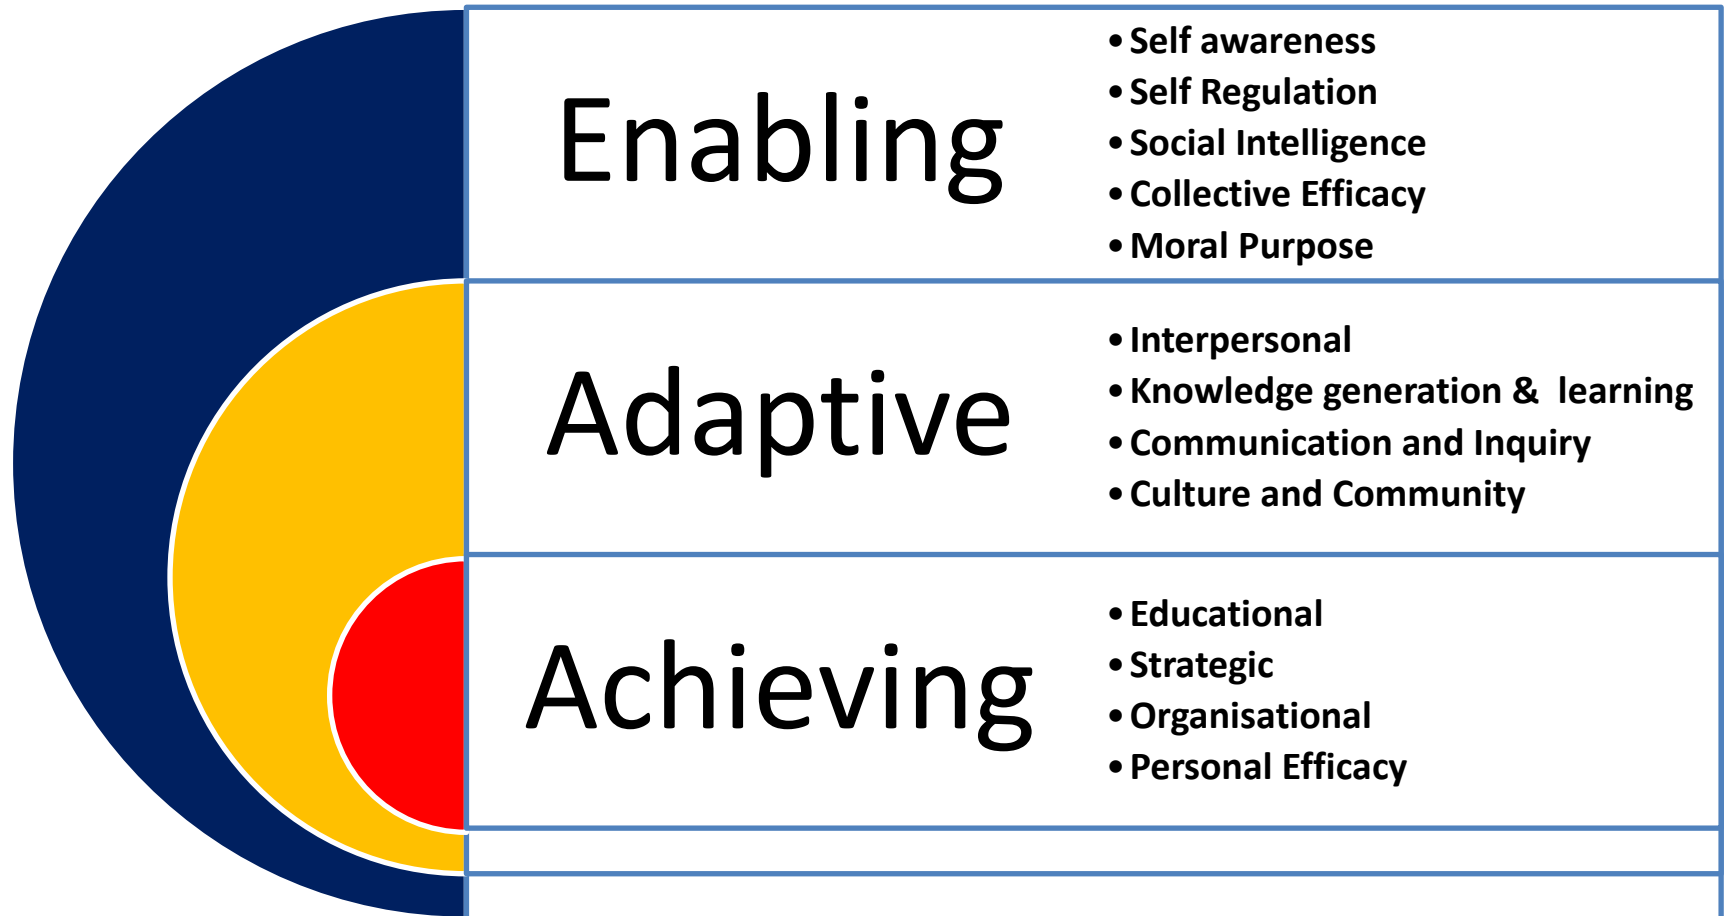 Enabling
• Self awareness
• Self Regulation
• Social Intelligence
• Collective Efficacy
• Moral Purpose
Adaptive
• Interpersonal
• Knowledge generation &  learning
• Communication and Inquiry
• Culture and Community
Achieving
• Educational
• Strategic
• Organisational
• Personal Efficacy